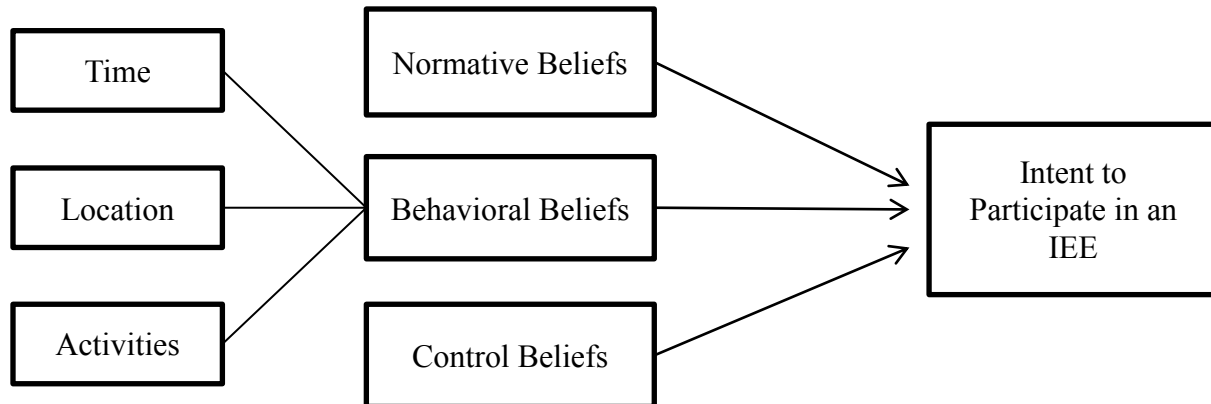 Time
Location
Activities
Normative Beliefs
Behavioral Beliefs
Control Beliefs
Intent to
Participate in an
IEE